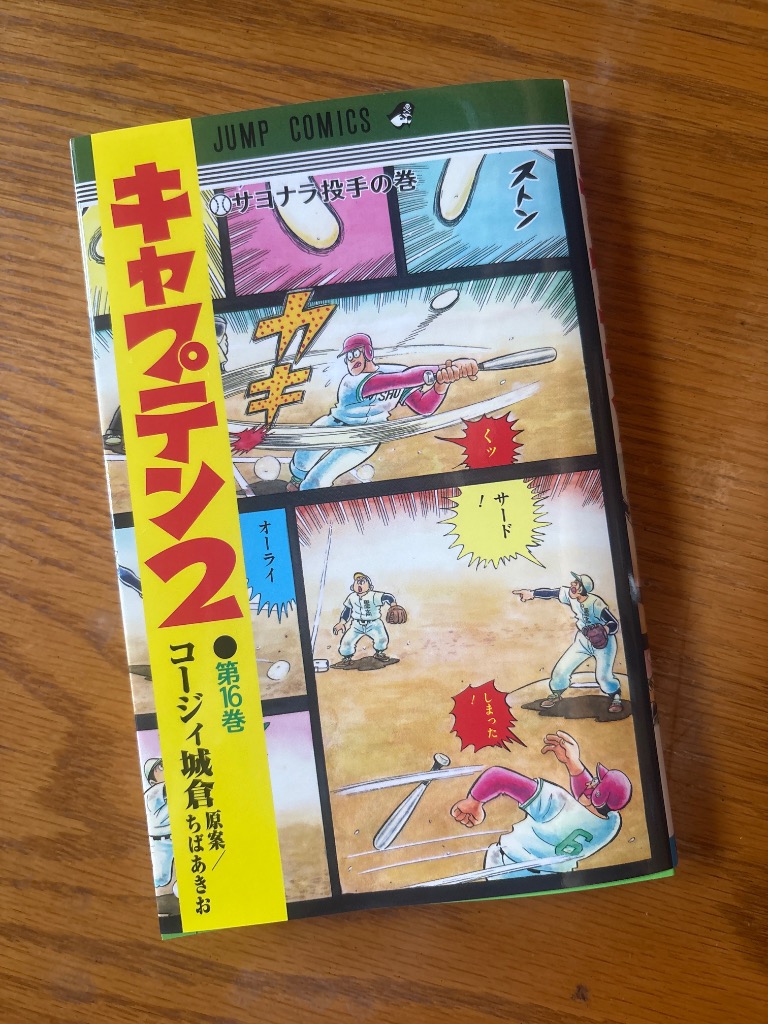 JUMP COMICS
サヨナラ投手の巻
キャプテン2
●第16巻
コージィ城倉
原案/ちばあきお
ストン
カキ
くッ
サード!
オーライ
しまった!
6